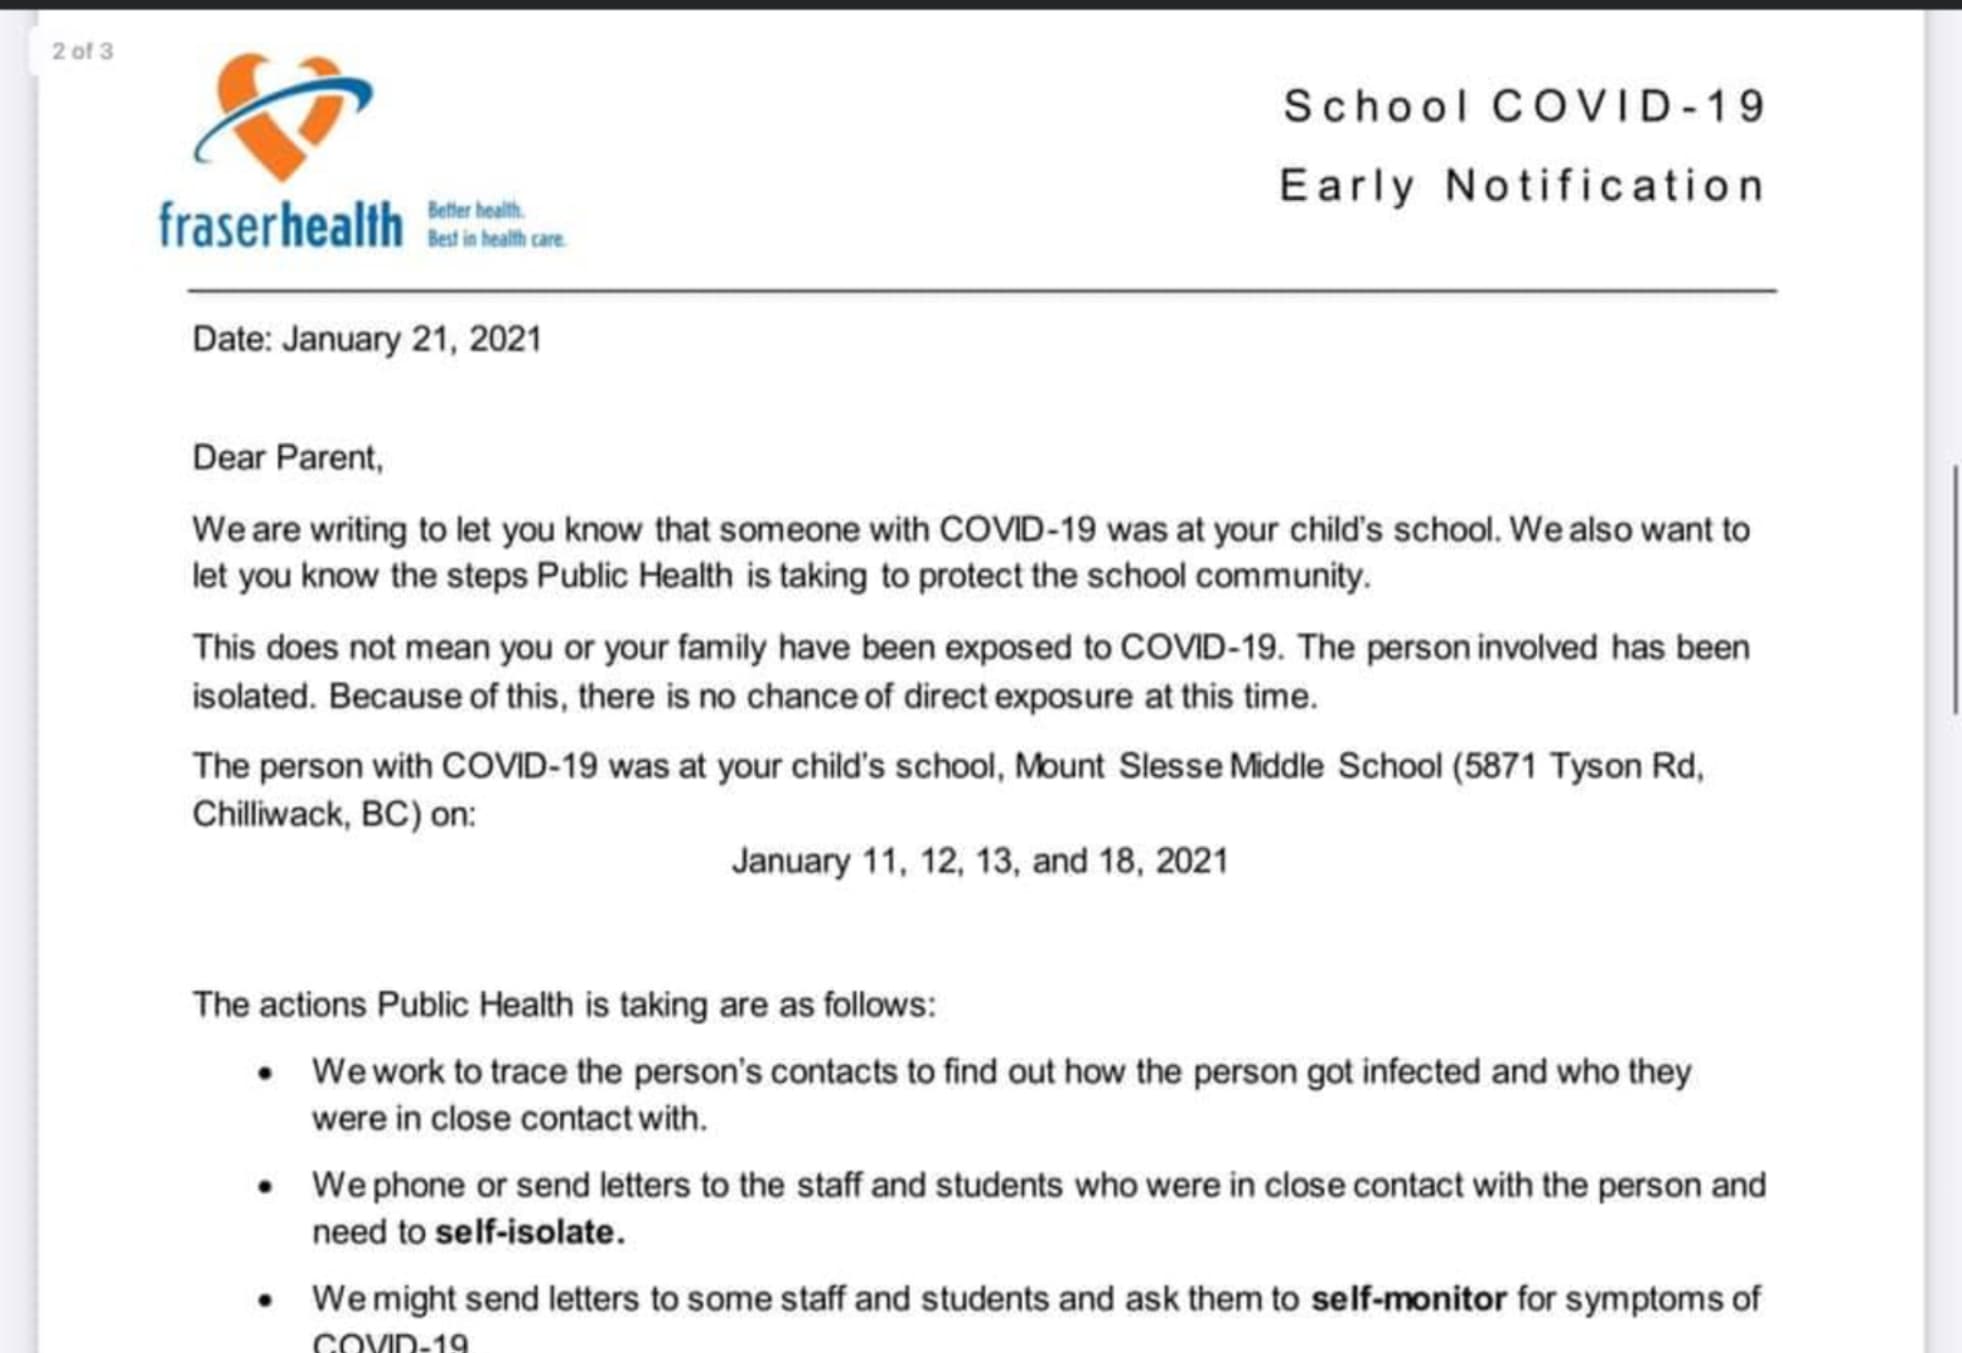 2 of 3
School COVID-19
Early Notification
fraserhealth
Better health.
Best in health care.
Date: January 21, 2021
Dear Parent,
We are writing to let you know that someone with COVID-19 was at your child's school. We also want to
let you know the steps Public Health is taking to protect the school community.
This does not mean you or your family have been exposed to COVID-19. The person involved has been
isolated. Because of this, there is no chance of direct exposure at this time.
The person with COVID-19 was at your child's school, Mount Slesse Middle School (5871 Tyson Rd,
Chilliwack, BC) on:
January 11, 12, 13, and 18, 2021
The actions Public Health is taking are as follows:
• We work to trace the person's contacts to find out how the person got infected and who they
were in close contact with.
• We phone or send letters to the staff and students who were in close contact with the person and
need to self-isolate.
• We might send letters to some staff and students and ask them to self-monitor for symptoms of
COVID-19